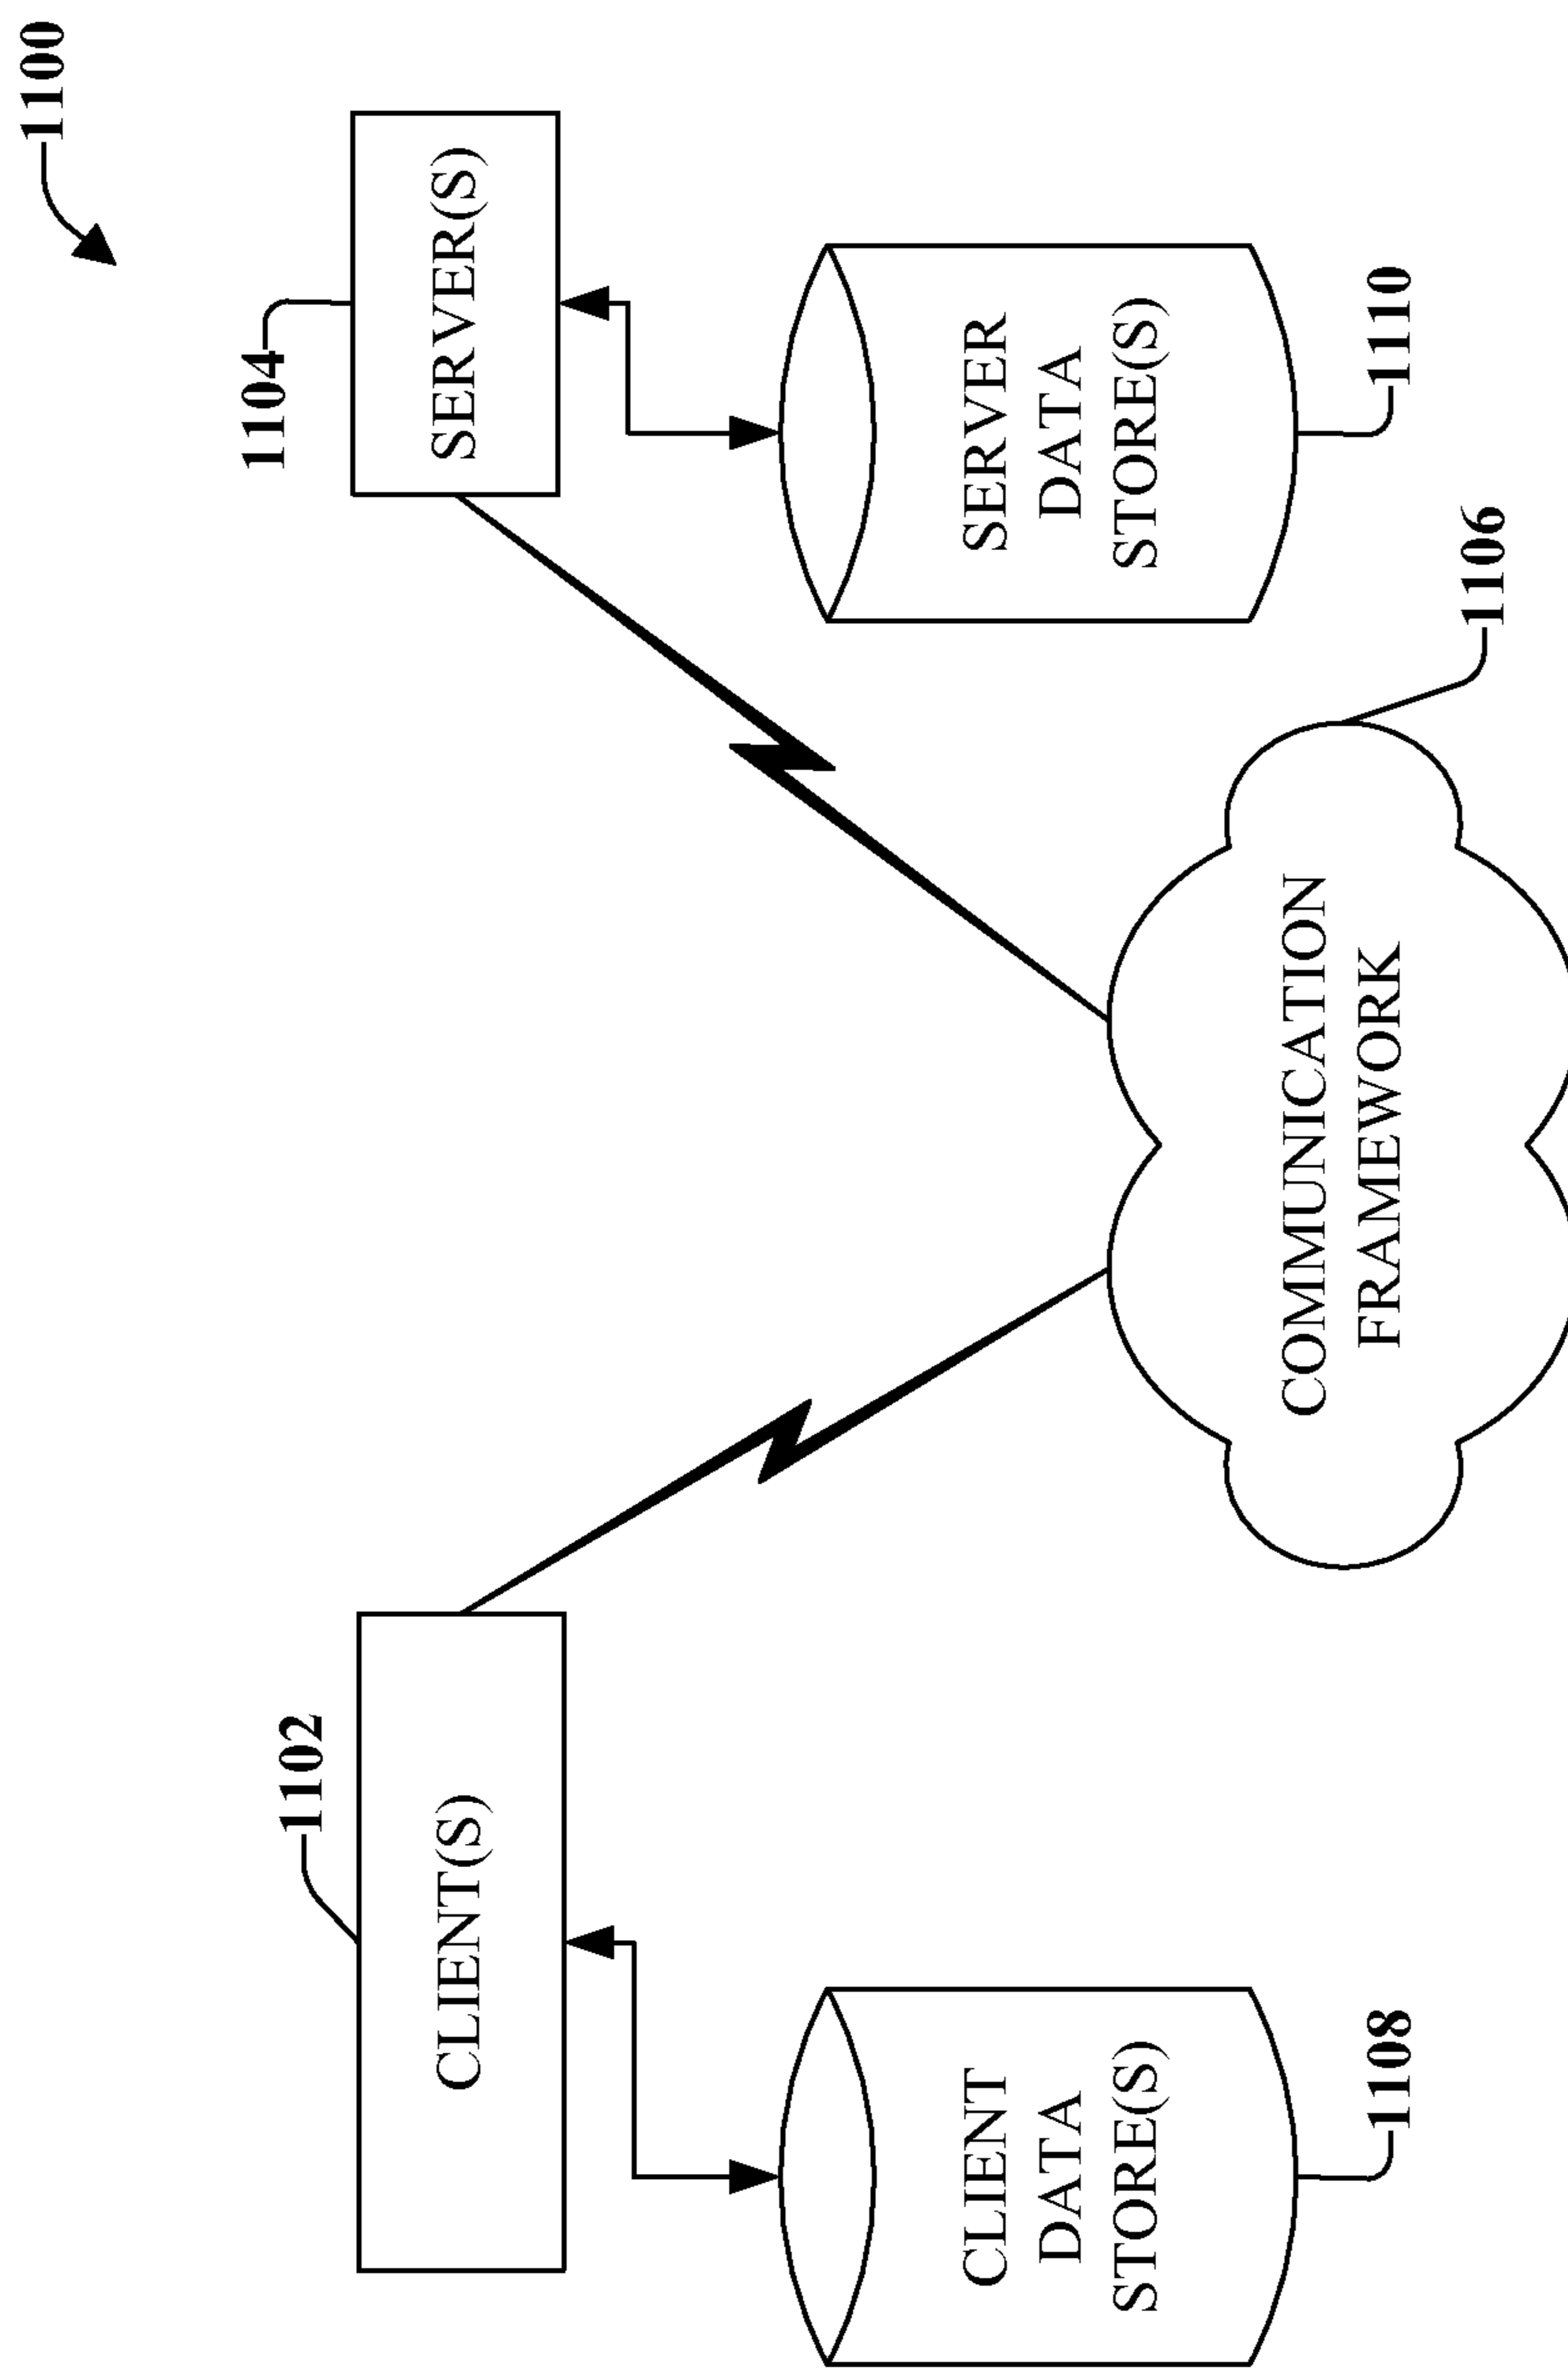 1100
1102
1104
CLIENT(S)
SERVER(S)
CLIENT
DATA
STORE(S)
SERVER
DATA
STORE(S)
COMMUNICATION
FRAMEWORK
1108
1110
1106